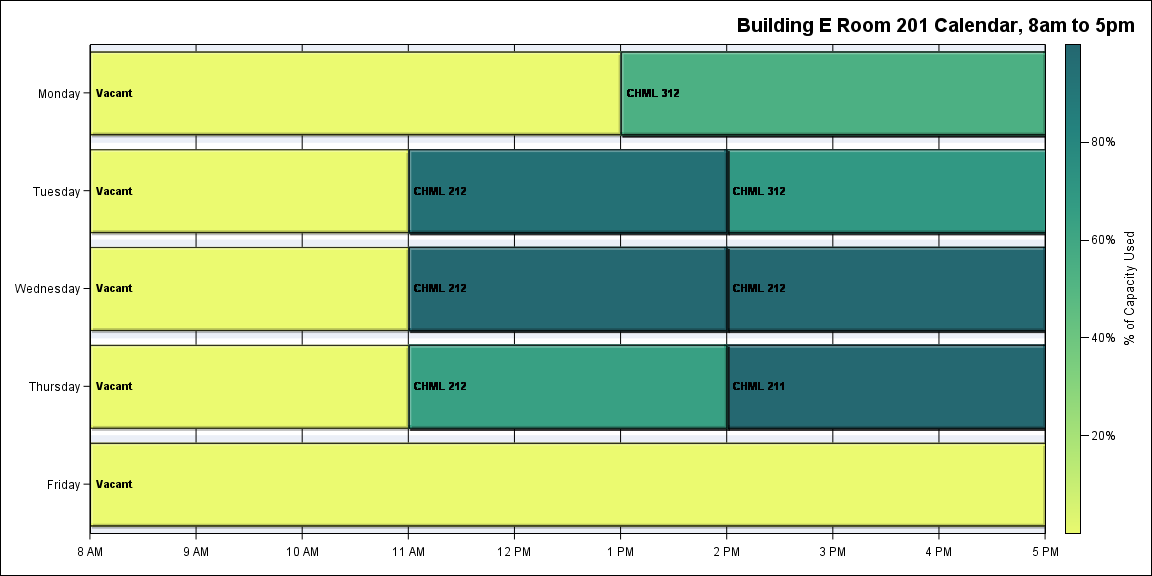 Building E Room 201 Calendar, 8am to 5pm
Monday
Vacant
CHML 312
Tuesday
Vacant
CHML 212
CHML 312
Wednesday
Vacant
CHML 212
CHML 212
Thursday
Vacant
CHML 212
CHML 211
Friday
Vacant
8 AM
9 AM
10 AM
11 AM
12 PM
1 PM
2 PM
3 PM
4 PM
5 PM
80%
60%
40%
20%
% of Capacity Used